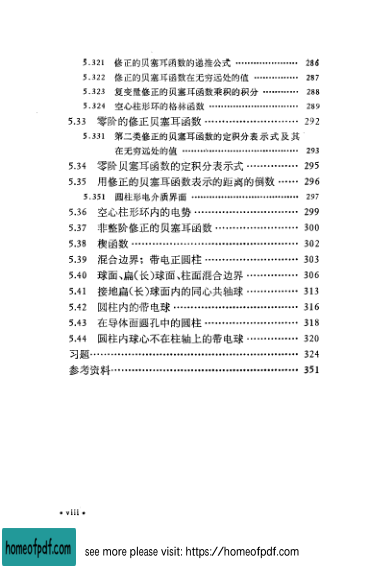 5.321 修正的贝塞耳函数的递推公式 ………………… 286
5.322 修正的贝塞耳函数在无穷远处的值 ………… 287
5.323 复变量修正的贝塞耳函数乘积的积分 ………… 288
5.324 空心柱形环的格林函数 ……………………… 289
5.33 零阶的修正贝塞耳函数 ……………………… 292
5.331 第二类修正的贝塞耳函数的定积分表示式及其
在无穷远处的值 …………………………… 293
5.34 零阶贝塞耳函数的定积分表示式 …………… 295
5.35 用修正的贝塞耳函数表示的距离的倒数 …… 296
5.351 圆柱形电介质界面 ………………………… 297
5.36 空心柱形环内的电势 ………………………… 299
5.37 非整阶修正的贝塞耳函数 …………………… 300
5.38 楔函数 ………………………………………… 302
5.39 混合边界；带电正圆柱 ……………………… 303
5.40 球面、扁(长)球面、柱面混合边界 …………… 306
5.41 接地扁(长)球面内的同心共轴球 …………… 313
5.42 圆柱内的带电球 ……………………………… 316
5.43 在导体面圆孔中的圆柱 ……………………… 318
5.44 圆柱内球心不在柱轴上的带电球 …………… 320
习题 ………………………………………………… 324
参考资料 …………………………………………… 351
• viii •
homeofpdf.com
see more please visit: https://homeofpdf.com